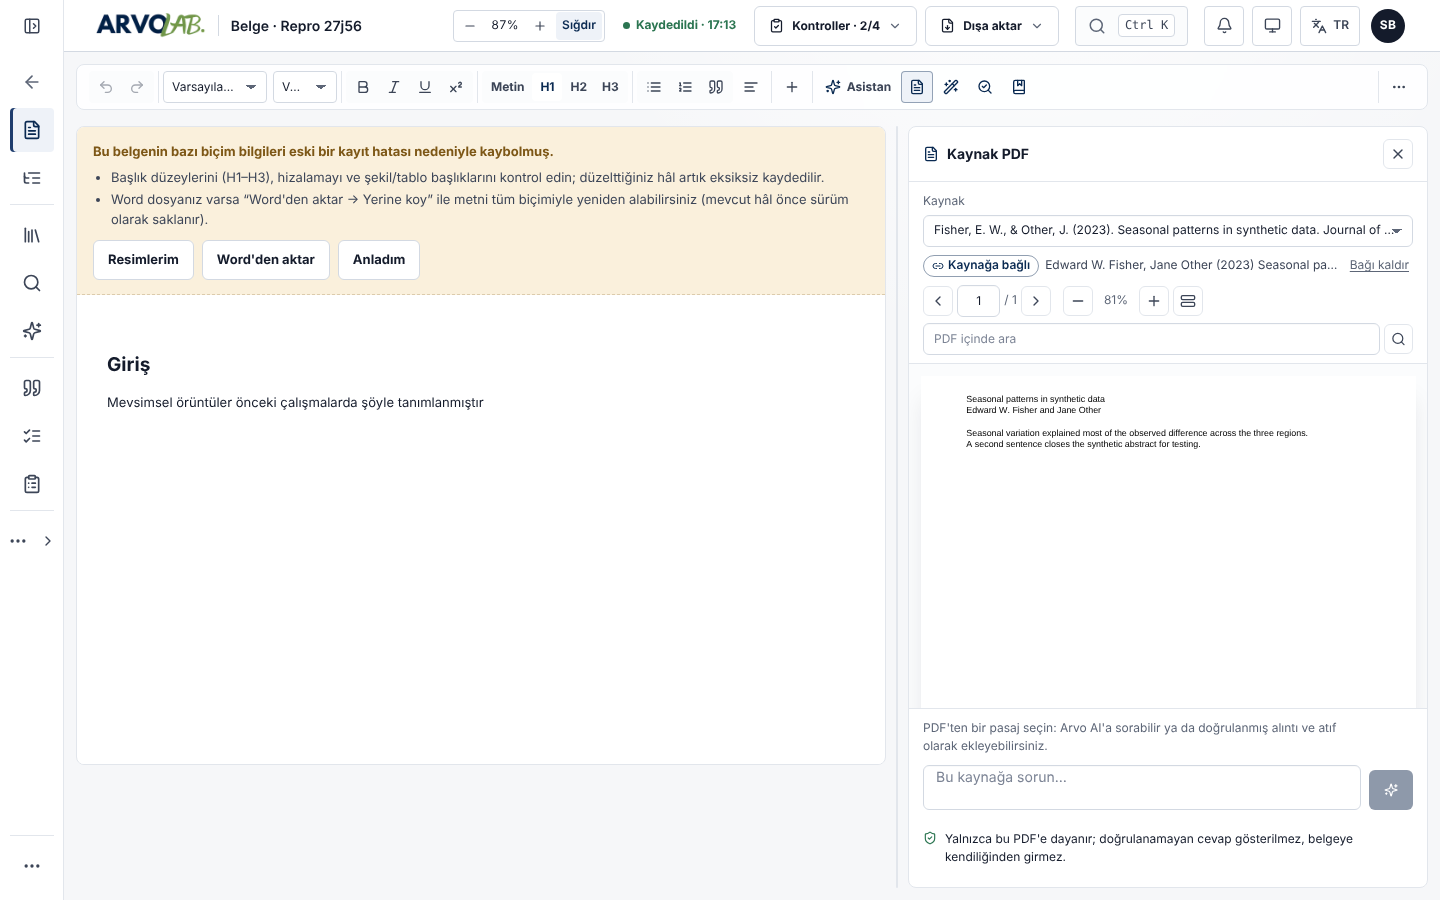 ARVOLAB.
Belge · Repro 27j56
87%
Sığdır
Kaydedildi · 17:13
Kontroller · 2/4
Dışa aktar
Ctrl K
TR
SB
Varsayıla...
V...
B I U x²
Metin H1 H2 H3
Asistan
Bu belgenin bazı biçim bilgileri eski bir kayıt hatası nedeniyle kaybolmuş.
• Başlık düzeylerini (H1–H3), hizalamayı ve şekil/tablo başlıklarını kontrol edin; düzelttiğiniz hâl artık eksiksiz kaydedilir.
• Word dosyanız varsa “Word'den aktar → Yerine koy” ile metni tüm biçimiyle yeniden alabilirsiniz (mevcut hâl önce sürüm
olarak saklanır).
Resimlerim
Word'den aktar
Anladım
Giriş
Mevsimsel örüntüler önceki çalışmalarda şöyle tanımlanmıştır
Kaynak PDF
Kaynak
Fisher, E. W., & Other, J. (2023). Seasonal patterns in synthetic data. Journal of ...
Kaynağa bağlı
Edward W. Fisher, Jane Other (2023) Seasonal pa...
Bağı kaldır
1 / 1
81%
PDF içinde ara
Seasonal patterns in synthetic data
Edward W. Fisher and Jane Other
Seasonal variation explained most of the observed difference across the three regions.
A second sentence closes the synthetic abstract for testing.
PDF'ten bir pasaj seçin: Arvo AI'a sorabilir ya da doğrulanmış alıntı ve atıf
olarak ekleyebilirsiniz.
Bu kaynağa sorun...
Yalnızca bu PDF'e dayanır; doğrulanamayan cevap gösterilmez, belgeye
kendiliğinden girmez.